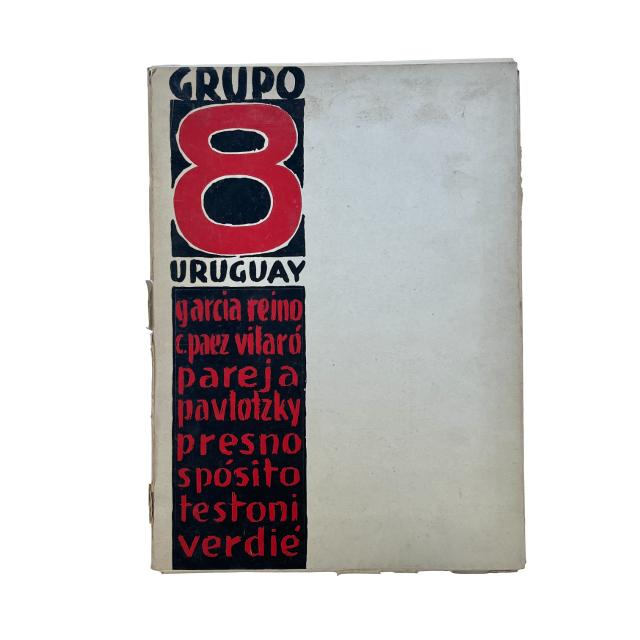 GRUPO
8
URUGUAY
garcia reino
c.paez vilaró
pareja
pavlotzky
presno
spósito
testoni
verdié